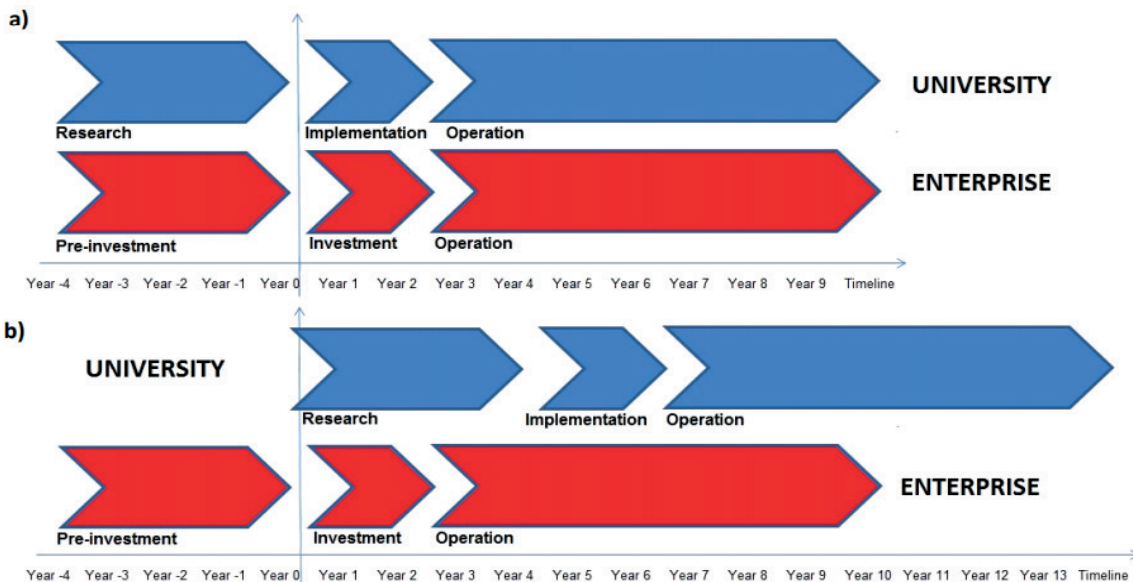 a)
UNIVERSITY
Research Implementation Operation
ENTERPRISE
Pre-investment Investment Operation
Year -4 Year -3 Year -2 Year -1 Year 0 Year 1 Year 2 Year 3 Year 4 Year 5 Year 6 Year 7 Year 8 Year 9 Timeline
b)
UNIVERSITY
Research Implementation Operation
ENTERPRISE
Pre-investment Investment Operation
Year -4 Year -3 Year -2 Year -1 Year 0 Year 1 Year 2 Year 3 Year 4 Year 5 Year 6 Year 7 Year 8 Year 9 Year 10 Year 11 Year 12 Year 13 Timeline